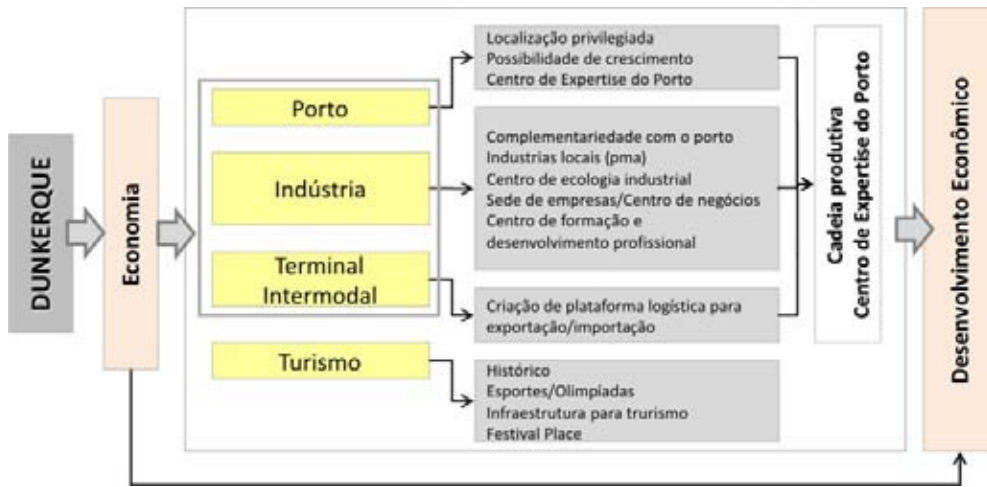 DUNKERQUE
Economia
Porto
Localização privilegiada
Possibilidade de crescimento
Centro de Expertise do Porto
Indústria
Complementariedade com o porto
Industrias locais (pma)
Centro de ecologia industrial
Sede de empresas/Centro de negócios
Centro de formação e
desenvolvimento profissional
Terminal
Intermodal
Criação de plataforma logística para
exportação/importação
Turismo
Histórico
Esportes/Olimpíadas
Infraestrutura para trurismo
Festival Place
Cadeia produtiva
Centro de Expertise do Porto
Desenvolvimento Econômico